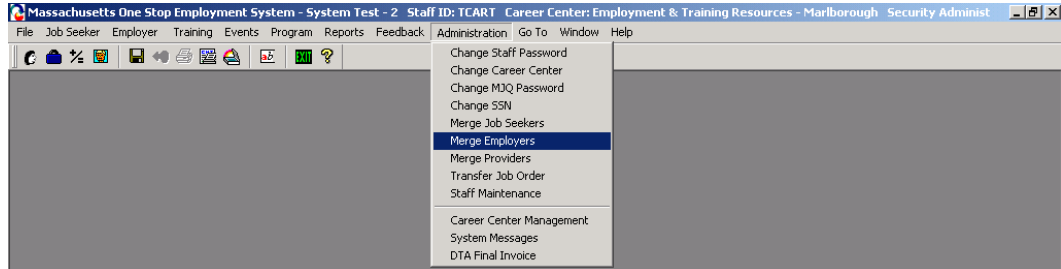 Massachusetts One Stop Employment System - System Test - 2 Staff ID: TCART Career Center: Employment & Training Resources - Marlborough Security Administ
File Job Seeker Employer Training Events Program Reports Feedback Administration Go To Window Help
EXIT ?
Change Staff Password
Change Career Center
Change MJQ Password
Change SSN
Merge Job Seekers
Merge Employers
Merge Providers
Transfer Job Order
Staff Maintenance
Career Center Management
System Messages
DTA Final Invoice